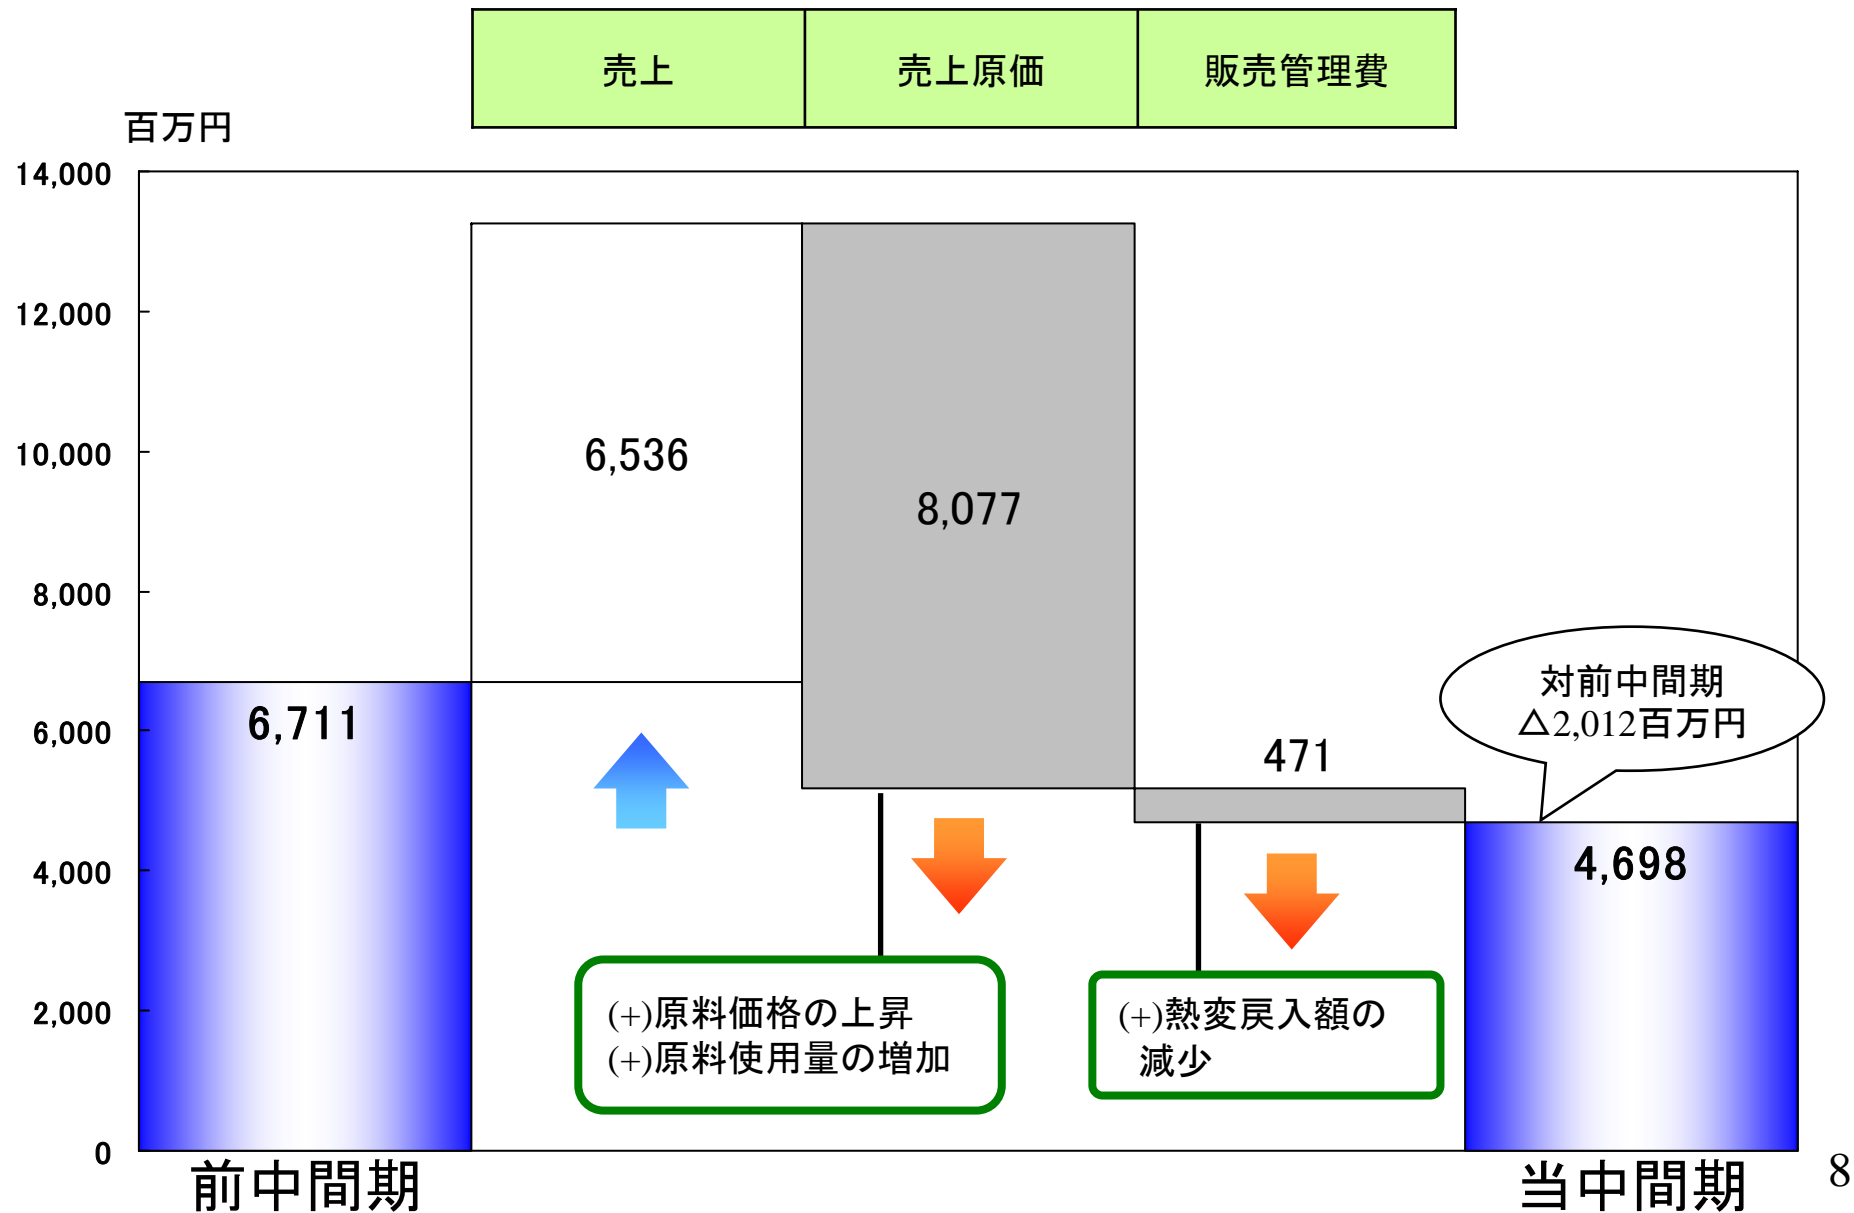 売上 売上原価 販売管理費
百万円
14,000
12,000
10,000
8,000
6,000
4,000
2,000
0
6,711
6,536
8,077
471
対前中間期
△2,012百万円
4,698
(+)原料価格の上昇
(+)原料使用量の増加
(+)熱変戻入額の
減少
前中間期
当中間期
8